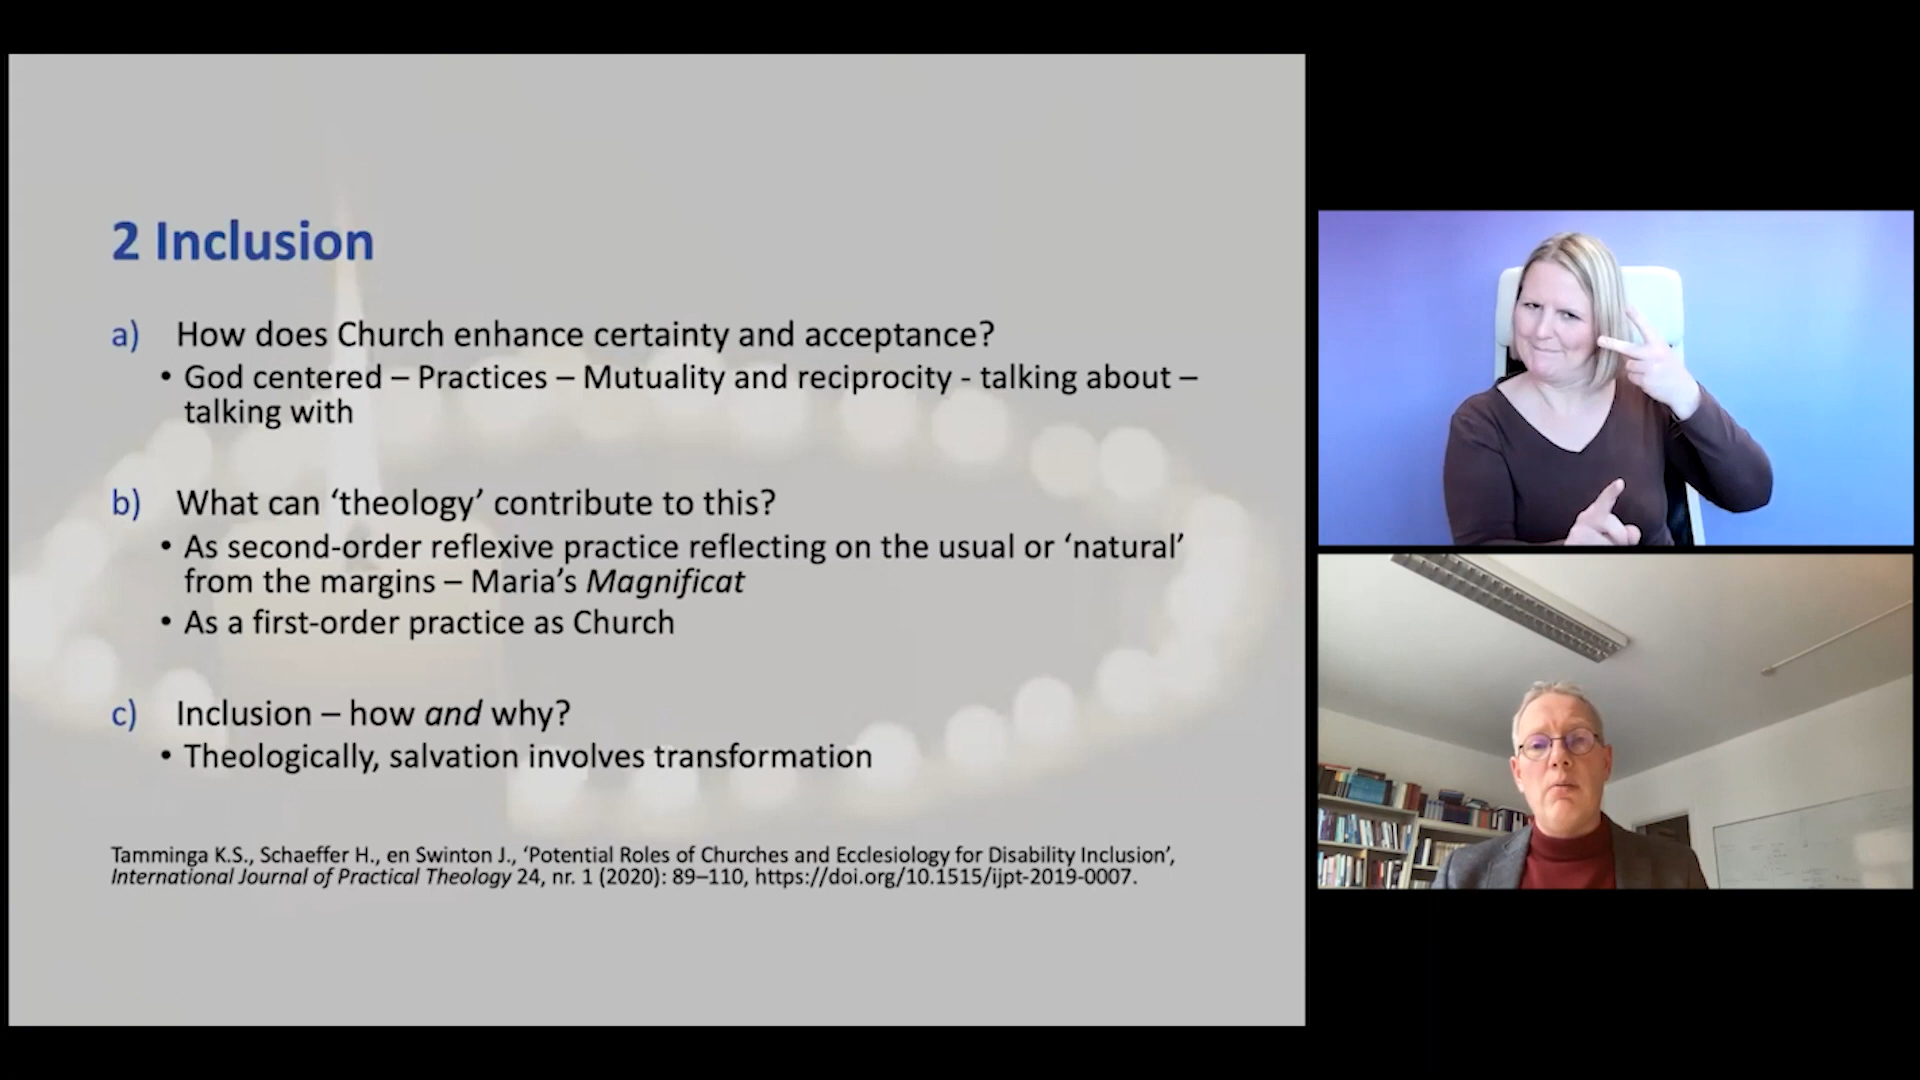 2 Inclusion
a) How does Church enhance certainty and acceptance?
• God centered – Practices – Mutuality and reciprocity - talking about –
talking with
b) What can ‘theology’ contribute to this?
• As second-order reflexive practice reflecting on the usual or ‘natural’
from the margins – Maria’s Magnificat
• As a first-order practice as Church
c) Inclusion – how and why?
• Theologically, salvation involves transformation
Tamminga K.S., Schaeffer H., en Swinton J., ‘Potential Roles of Churches and Ecclesiology for Disability Inclusion’,
International Journal of Practical Theology 24, nr. 1 (2020): 89–110, https://doi.org/10.1515/ijpt-2019-0007.